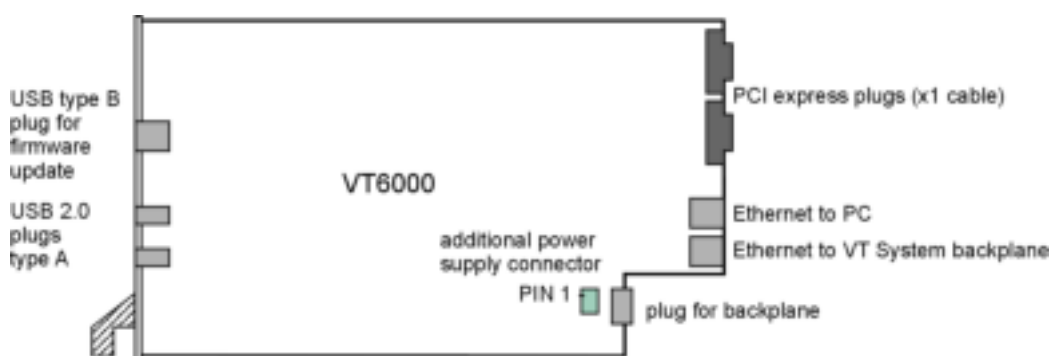 USB type B
plug for
firmware
update
USB 2.0
plugs
type A
VT6000
additional power
supply connector
PIN 1
PCI express plugs (x1 cable)
Ethernet to PC
Ethernet to VT System backplane
plug for backplane